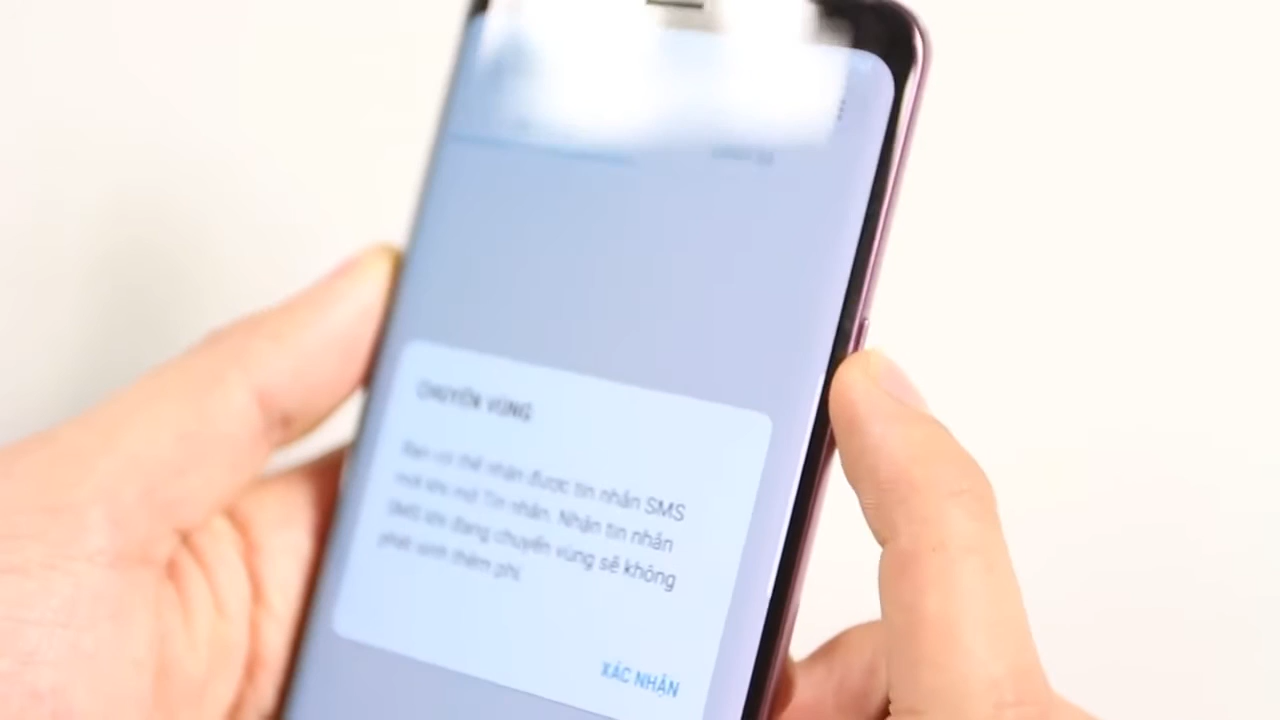 CHUYỂN VÙNG
Bạn có thể nhận được tin nhắn SMS
mới khi mở Tin nhắn. Nhận tin nhắn
SMS khi đang chuyển vùng sẽ không
phát sinh thêm phí.
XÁC NHẬN